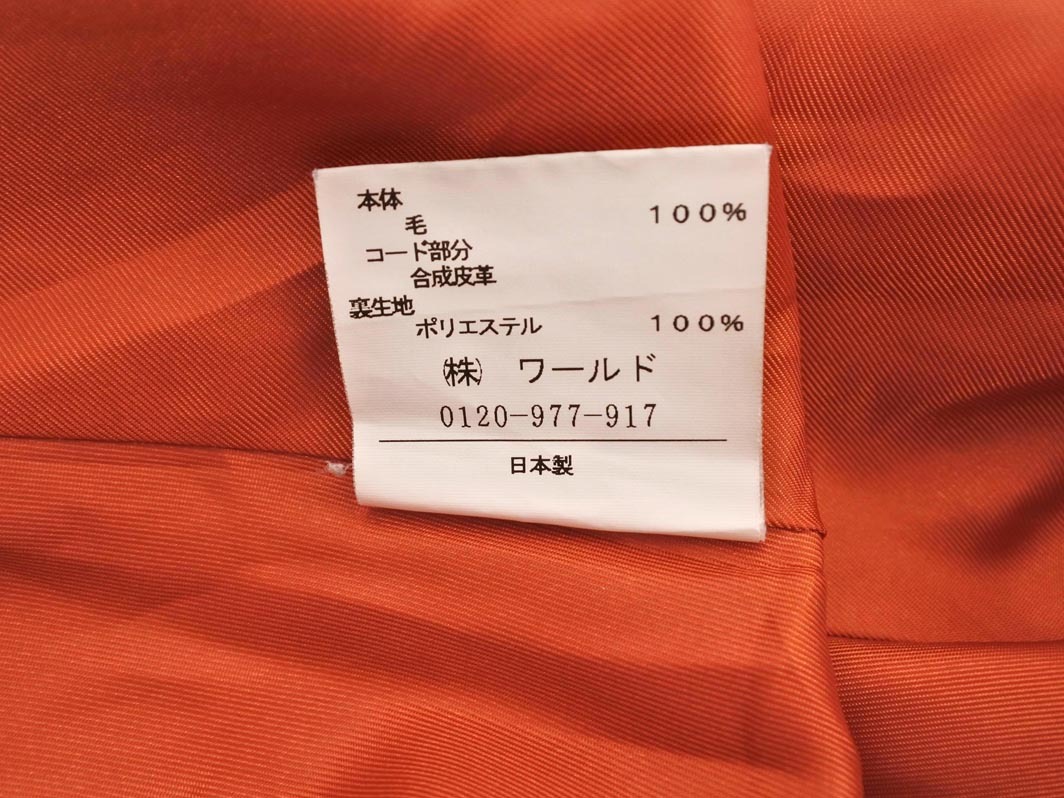 本体
毛 １００％
コード部分
合成皮革
裏生地
ポリエステル １００％
㈱ ワールド
0120-977-917
日本製